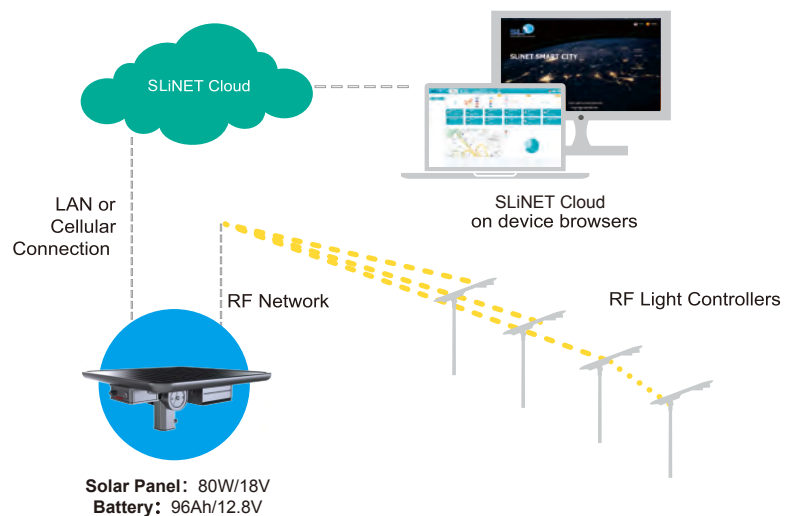 SLiNET Cloud
SLiNET SMART CITY
SLiNET Cloud
on device browsers
LAN or
Cellular
Connection
RF Network
RF Light Controllers
Solar Panel：80W/18V
Battery：96Ah/12.8V